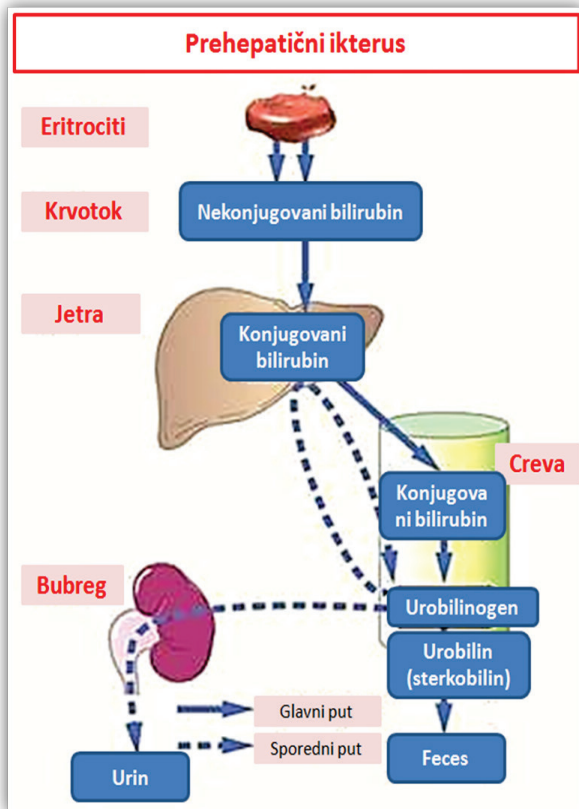 Prehepatični ikterus
Eritrociti
Krvotok
Nekonjugovani bilirubin
Jetra
Konjugovani
bilirubin
Creva
Konjugova
ni bilirubin
Bubreg
Urobilinogen
Urobilin
(sterkobilin)
Glavni put
Sporedni put
Urin
Feces